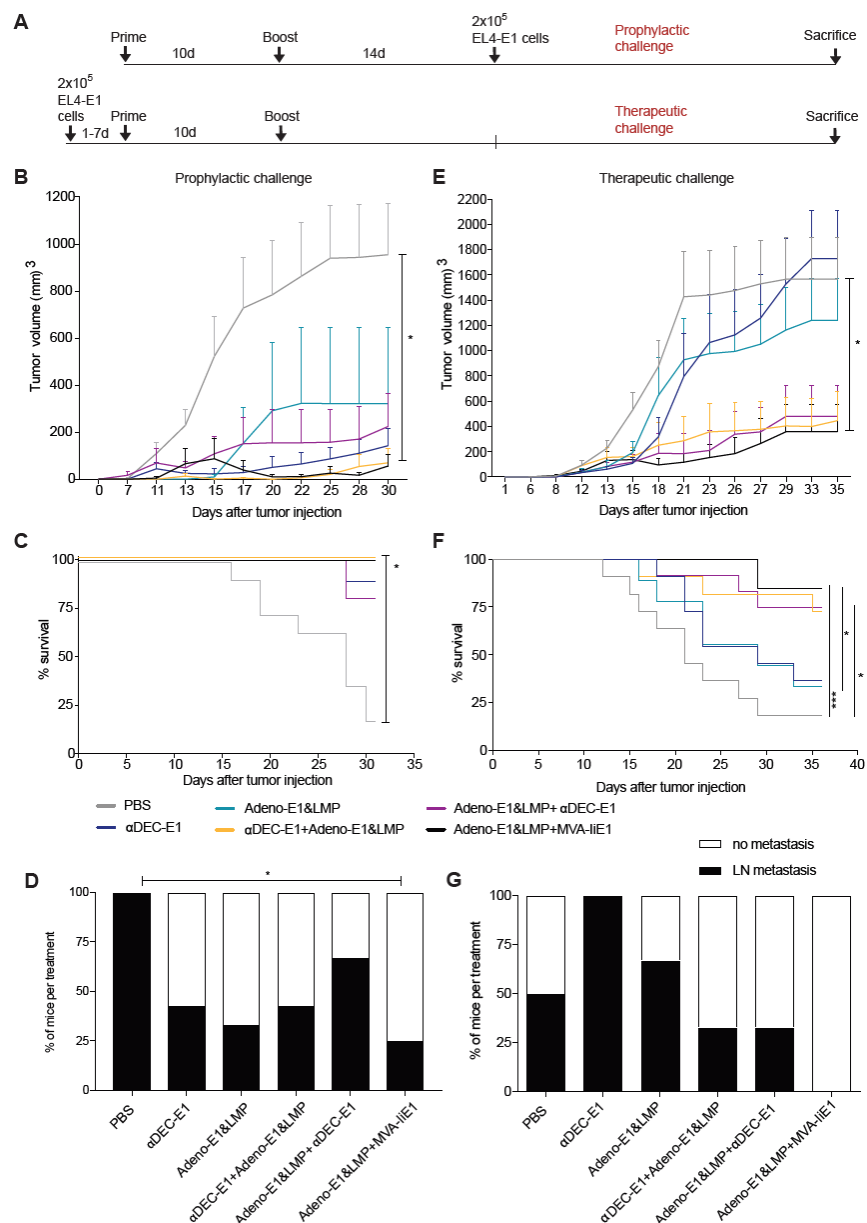 A
Prime
10d
Boost
14d
2x10⁵
EL4-E1 cells
Prophylactic
challenge
Sacrifice
2x10⁵
EL4-E1
cells
1-7d
Prime
10d
Boost
Therapeutic
challenge
Sacrifice
B
Prophylactic challenge
Tumor volume (mm)³
1200
1000
800
600
400
200
0
0 7 11 13 15 17 20 22 25 28 30
Days after tumor injection
*
E
Therapeutic challenge
Tumor volume (mm)³
2200
2000
1800
1600
1400
1200
1000
800
600
400
200
0
1 6 8 12 13 15 18 21 23 26 27 29 33 35
Days after tumor injection
*
C
% survival
100
75
50
25
0
0 5 10 15 20 25 30 35
Days after tumor injection
*
F
% survival
100
75
50
25
0
0 5 10 15 20 25 30 35 40
Days after tumor injection
***
*
*
PBS
Adeno-E1&LMP
Adeno-E1&LMP+ αDEC-E1
αDEC-E1
αDEC-E1+Adeno-E1&LMP
Adeno-E1&LMP+MVA-IiE1
no metastasis
LN metastasis
D
% of mice per treatment
100
75
50
25
0
*
PBS
αDEC-E1
Adeno-E1&LMP
αDEC-E1+Adeno-E1&LMP
Adeno-E1&LMP+ αDEC-E1
Adeno-E1&LMP+MVA-IiE1
G
% of mice per treatment
100
75
50
25
0
PBS
αDEC-E1
Adeno-E1&LMP
αDEC-E1+Adeno-E1&LMP
Adeno-E1&LMP+αDEC-E1
Adeno-E1&LMP+MVA-IiE1